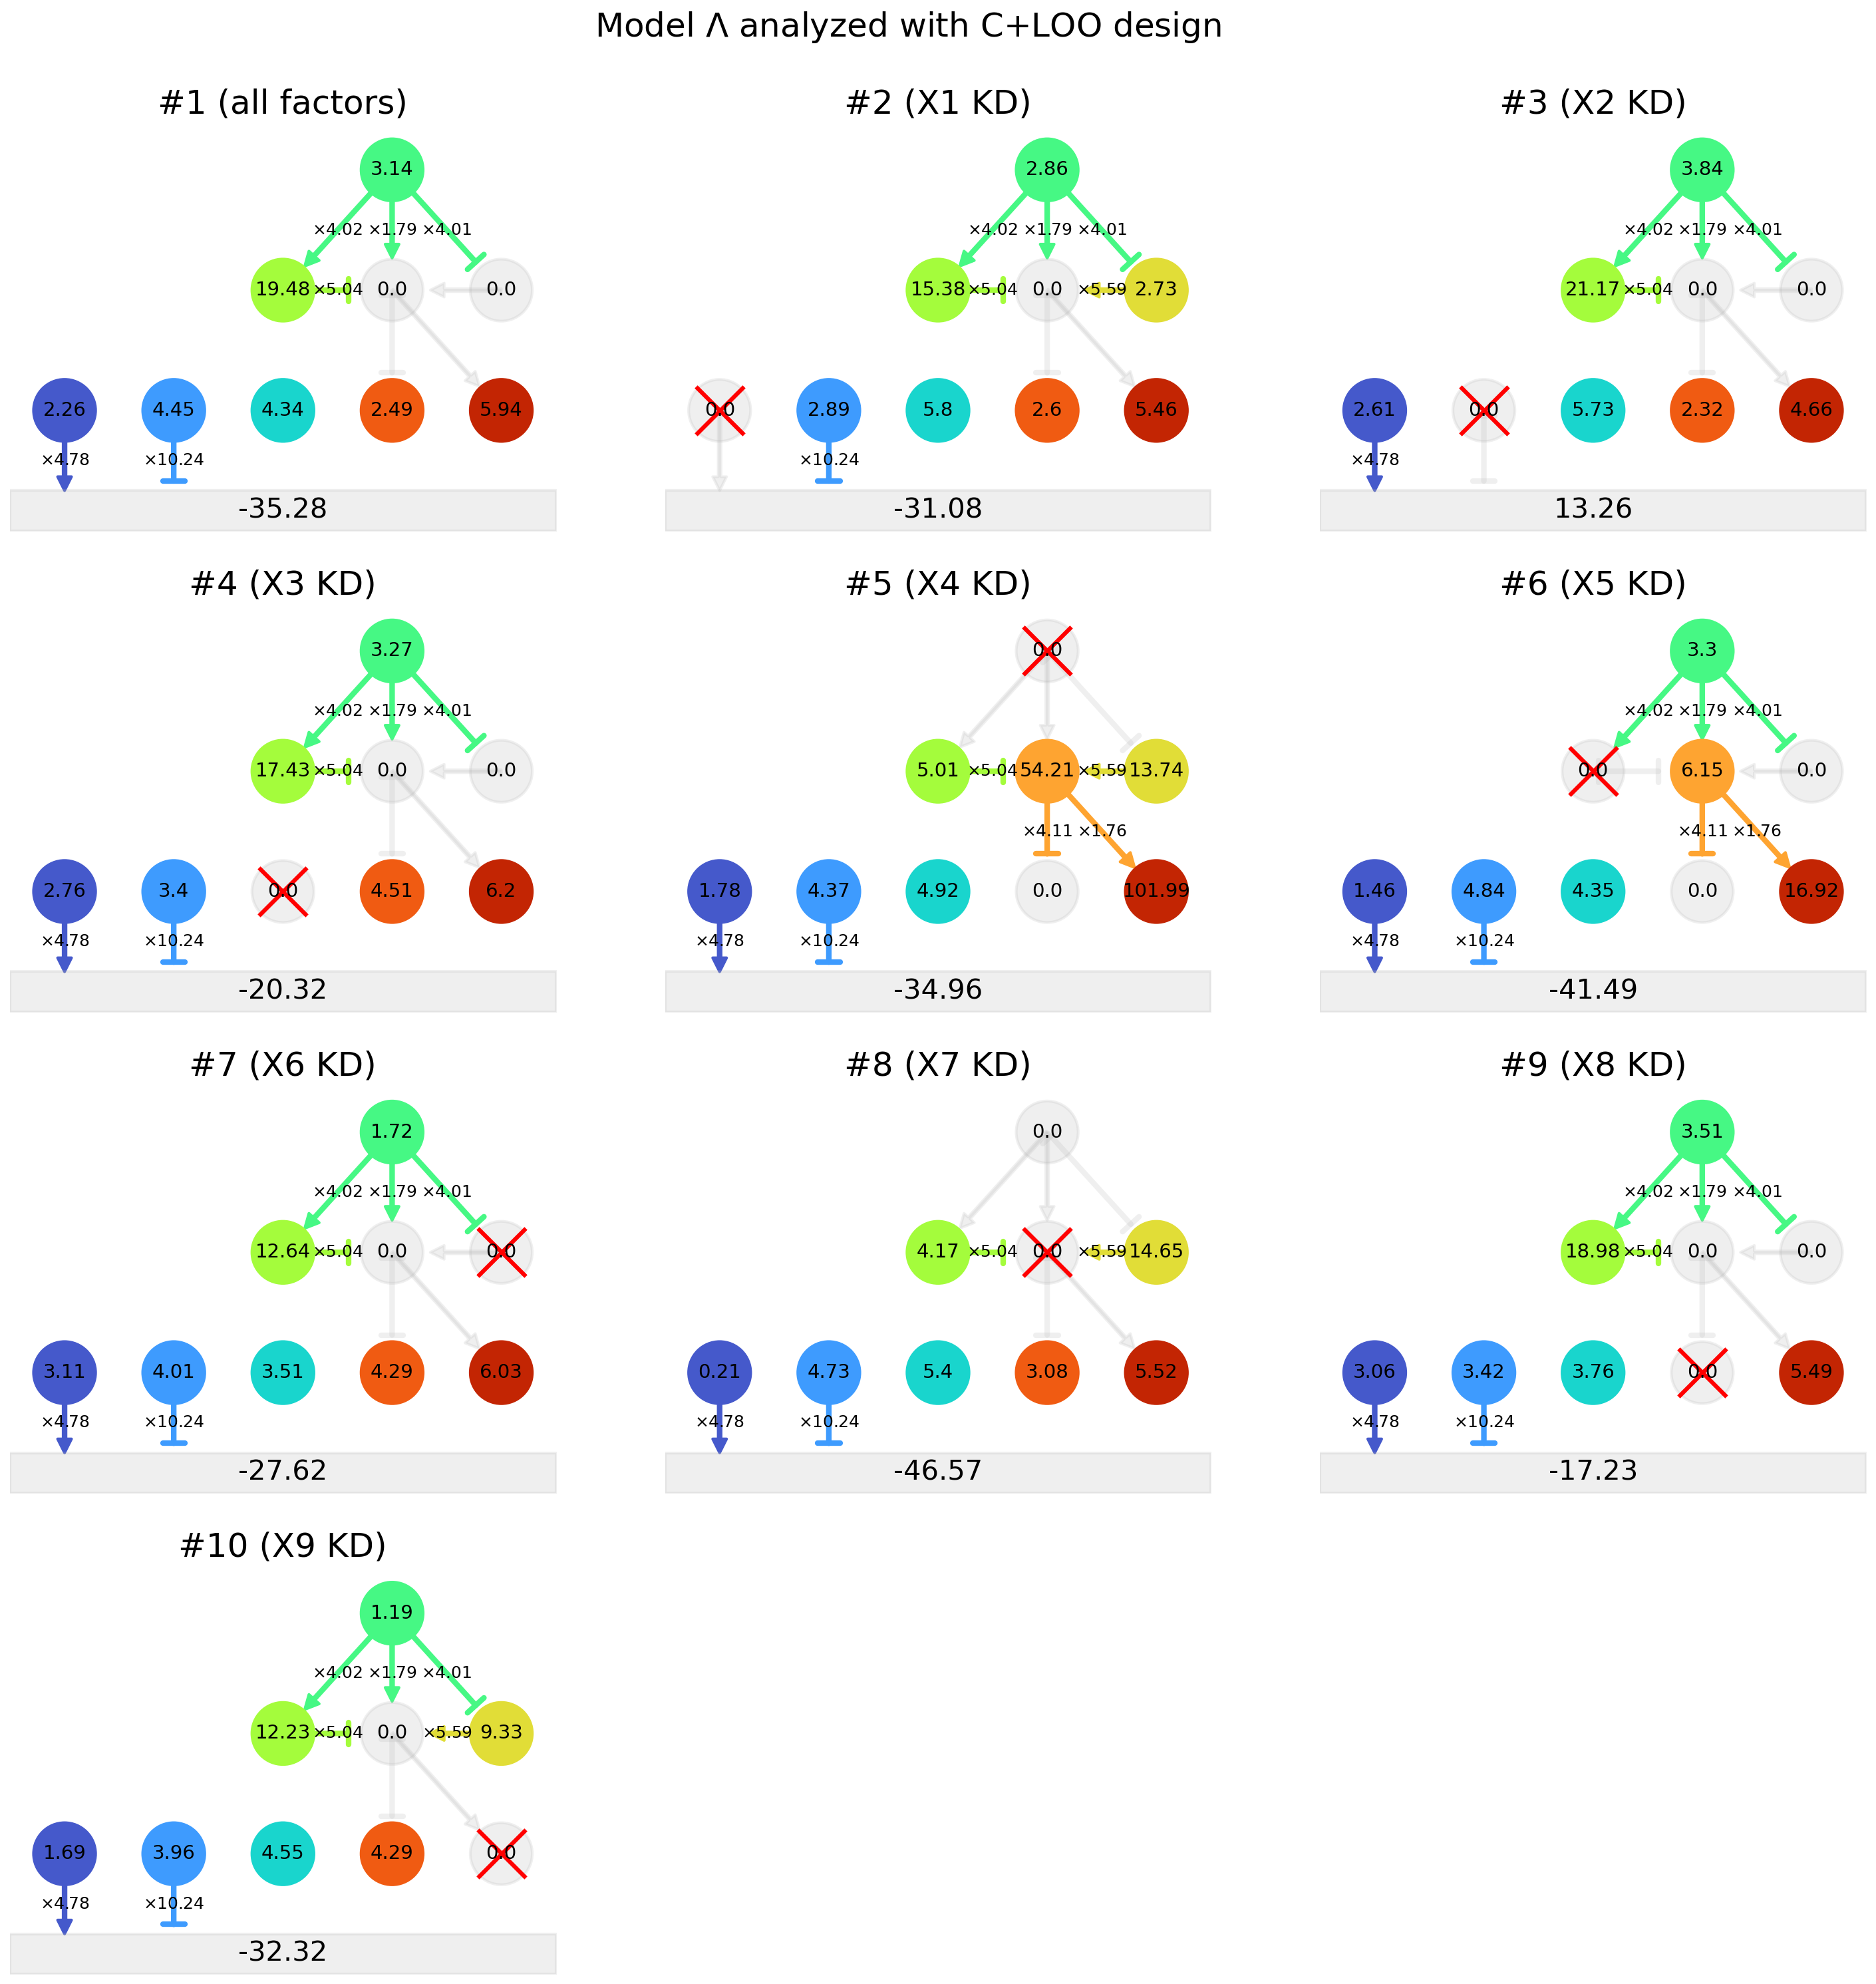 Model Λ analyzed with C+LOO design
#1 (all factors) #2 (X1 KD) #3 (X2 KD)
3.14 2.86 3.84
×4.02 ×1.79 ×4.01 ×4.02 ×1.79 ×4.01 ×4.02 ×1.79 ×4.01
19.48 ×5.04 0.0 0.0 15.38 ×5.04 0.0 ×5.59 2.73 21.17 ×5.04 0.0 0.0
2.26 4.45 4.34 2.49 5.94 0.0 2.89 5.8 2.6 5.46 2.61 0.0 5.73 2.32 4.66
×4.78 ×10.24 ×10.24 ×4.78
-35.28 -31.08 13.26
#4 (X3 KD) #5 (X4 KD) #6 (X5 KD)
3.27 0.0 3.3
×4.02 ×1.79 ×4.01 ×4.02 ×1.79 ×4.01
17.43 ×5.04 0.0 0.0 5.01 ×5.04 54.21 ×5.59 13.74 0.0 6.15 0.0
×4.11 ×1.76 ×4.11 ×1.76
2.76 3.4 0.0 4.51 6.2 1.78 4.37 4.92 0.0 101.99 1.46 4.84 4.35 0.0 16.92
×4.78 ×10.24 ×4.78 ×10.24 ×4.78 ×10.24
-20.32 -34.96 -41.49
#7 (X6 KD) #8 (X7 KD) #9 (X8 KD)
1.72 0.0 3.51
×4.02 ×1.79 ×4.01 ×4.02 ×1.79 ×4.01
12.64 ×5.04 0.0 0.0 4.17 ×5.04 0.0 ×5.59 14.65 18.98 ×5.04 0.0 0.0
3.11 4.01 3.51 4.29 6.03 0.21 4.73 5.4 3.08 5.52 3.06 3.42 3.76 0.0 5.49
×4.78 ×10.24 ×4.78 ×10.24 ×4.78 ×10.24
-27.62 -46.57 -17.23
#10 (X9 KD)
1.19
×4.02 ×1.79 ×4.01
12.23 ×5.04 0.0 ×5.59 9.33
1.69 3.96 4.55 4.29 0.0
×4.78 ×10.24
-32.32